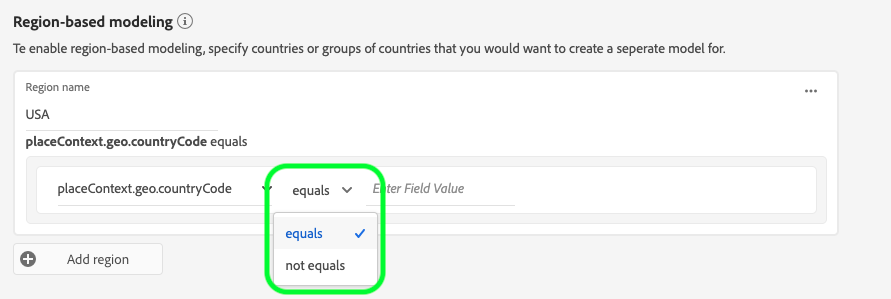 Region-based modeling
Te enable region-based modeling, specify countries or groups of countries that you would want to create a seperate model for.
Region name
USA
placeContext.geo.countryCode equals
placeContext.geo.countryCode equals Enter Field Value
equals
not equals
Add region